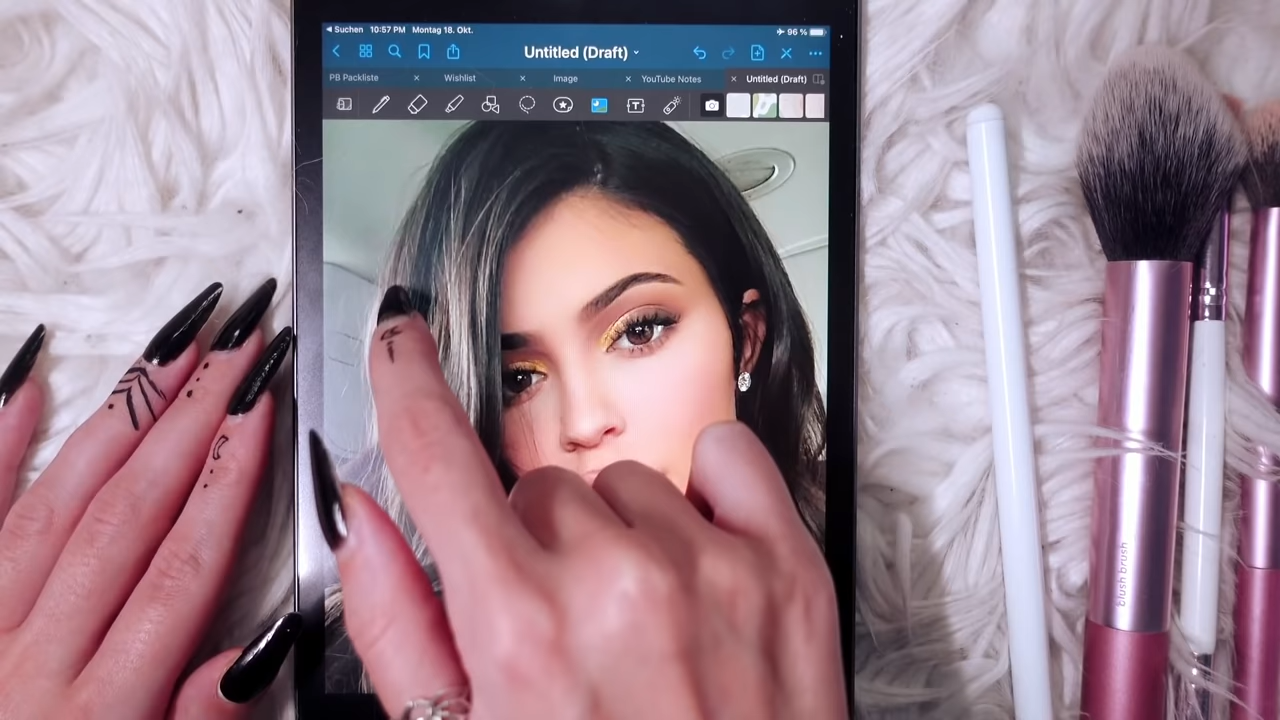 Suchen 10:57 PM Montag 18. Okt. 96 %
Untitled (Draft)
PB Packliste Wishlist Image YouTube Notes Untitled (Draft)
blush brush